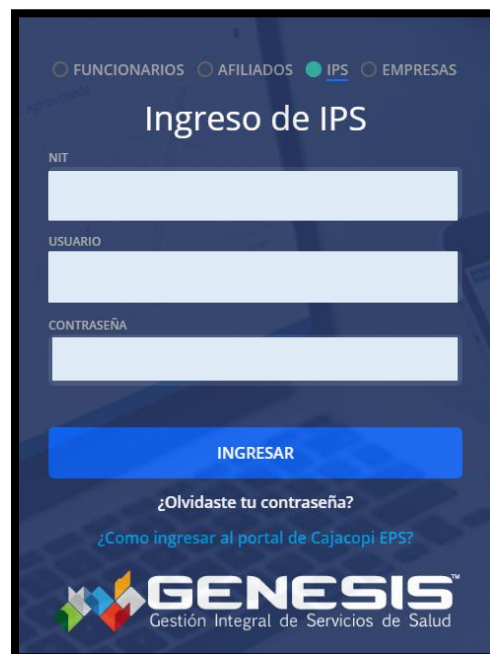 FUNCIONARIOS AFILIADOS IPS EMPRESAS
Ingreso de IPS
NIT
USUARIO
CONTRASEÑA
INGRESAR
¿Olvidaste tu contraseña?
¿Como ingresar al portal de Cajacopi EPS?
GENESIS™
Gestión Integral de Servicios de Salud